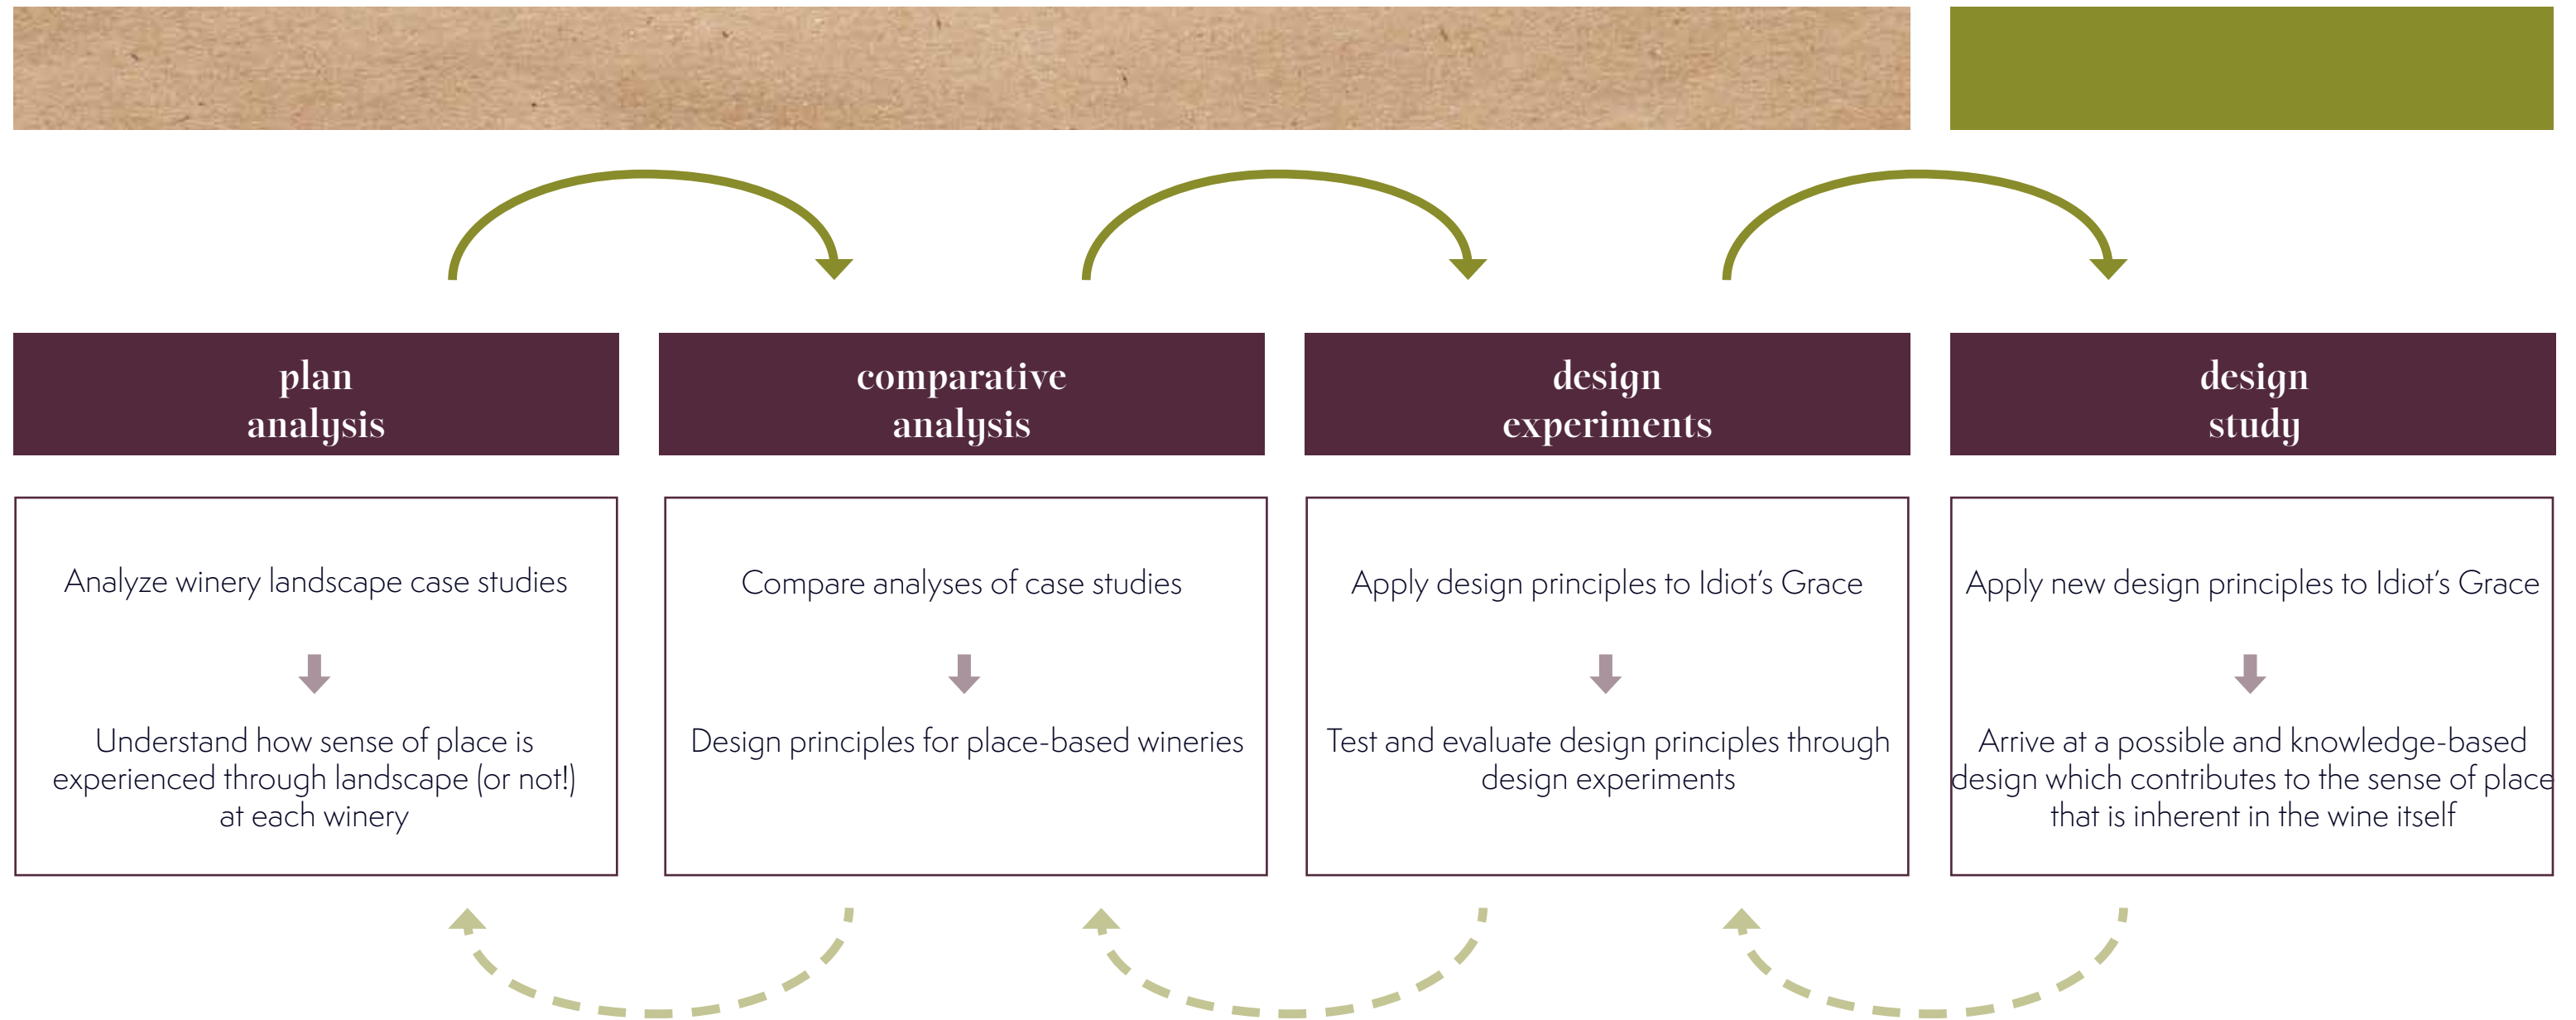 plan
analysis
comparative
analysis
design
experiments
design
study
Analyze winery landscape case studies
Understand how sense of place is
experienced through landscape (or not!)
at each winery
Compare analyses of case studies
Design principles for place-based wineries
Apply design principles to Idiot's Grace
Test and evaluate design principles through
design experiments
Apply new design principles to Idiot's Grace
Arrive at a possible and knowledge-based
design which contributes to the sense of place
that is inherent in the wine itself